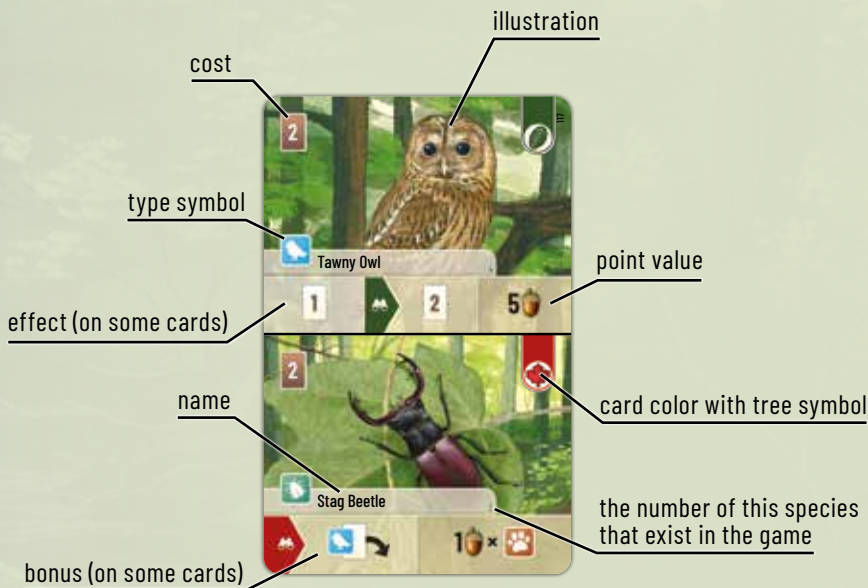 illustration
cost
2
117
type symbol
Tawny Owl
point value
1 2 5
effect (on some cards)
2
name
card color with tree symbol
Stag Beetle
the number of this species
that exist in the game
1 ×
bonus (on some cards)